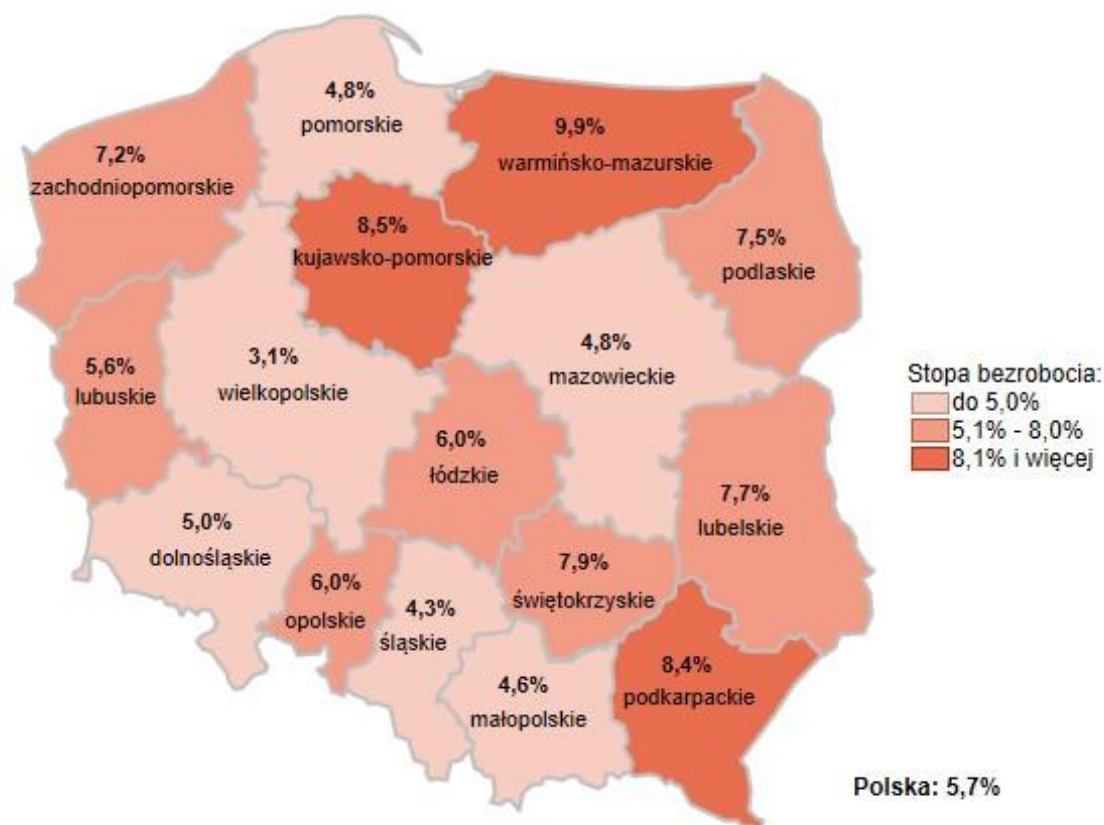 4,8%
pomorskie
9,9%
warmińsko-mazurskie
7,2%
zachodniopomorskie
8,5%
kujawsko-pomorskie
7,5%
podlaskie
5,6%
lubuskie
3,1%
wielkopolskie
4,8%
mazowieckie
Stopa bezrobocia:
do 5,0%
5,1% - 8,0%
8,1% i więcej
6,0%
łódzkie
7,7%
lubelskie
5,0%
dolnośląskie
6,0%
opolskie
4,3%
śląskie
7,9%
świętokrzyskie
4,6%
małopolskie
8,4%
podkarpackie
Polska: 5,7%